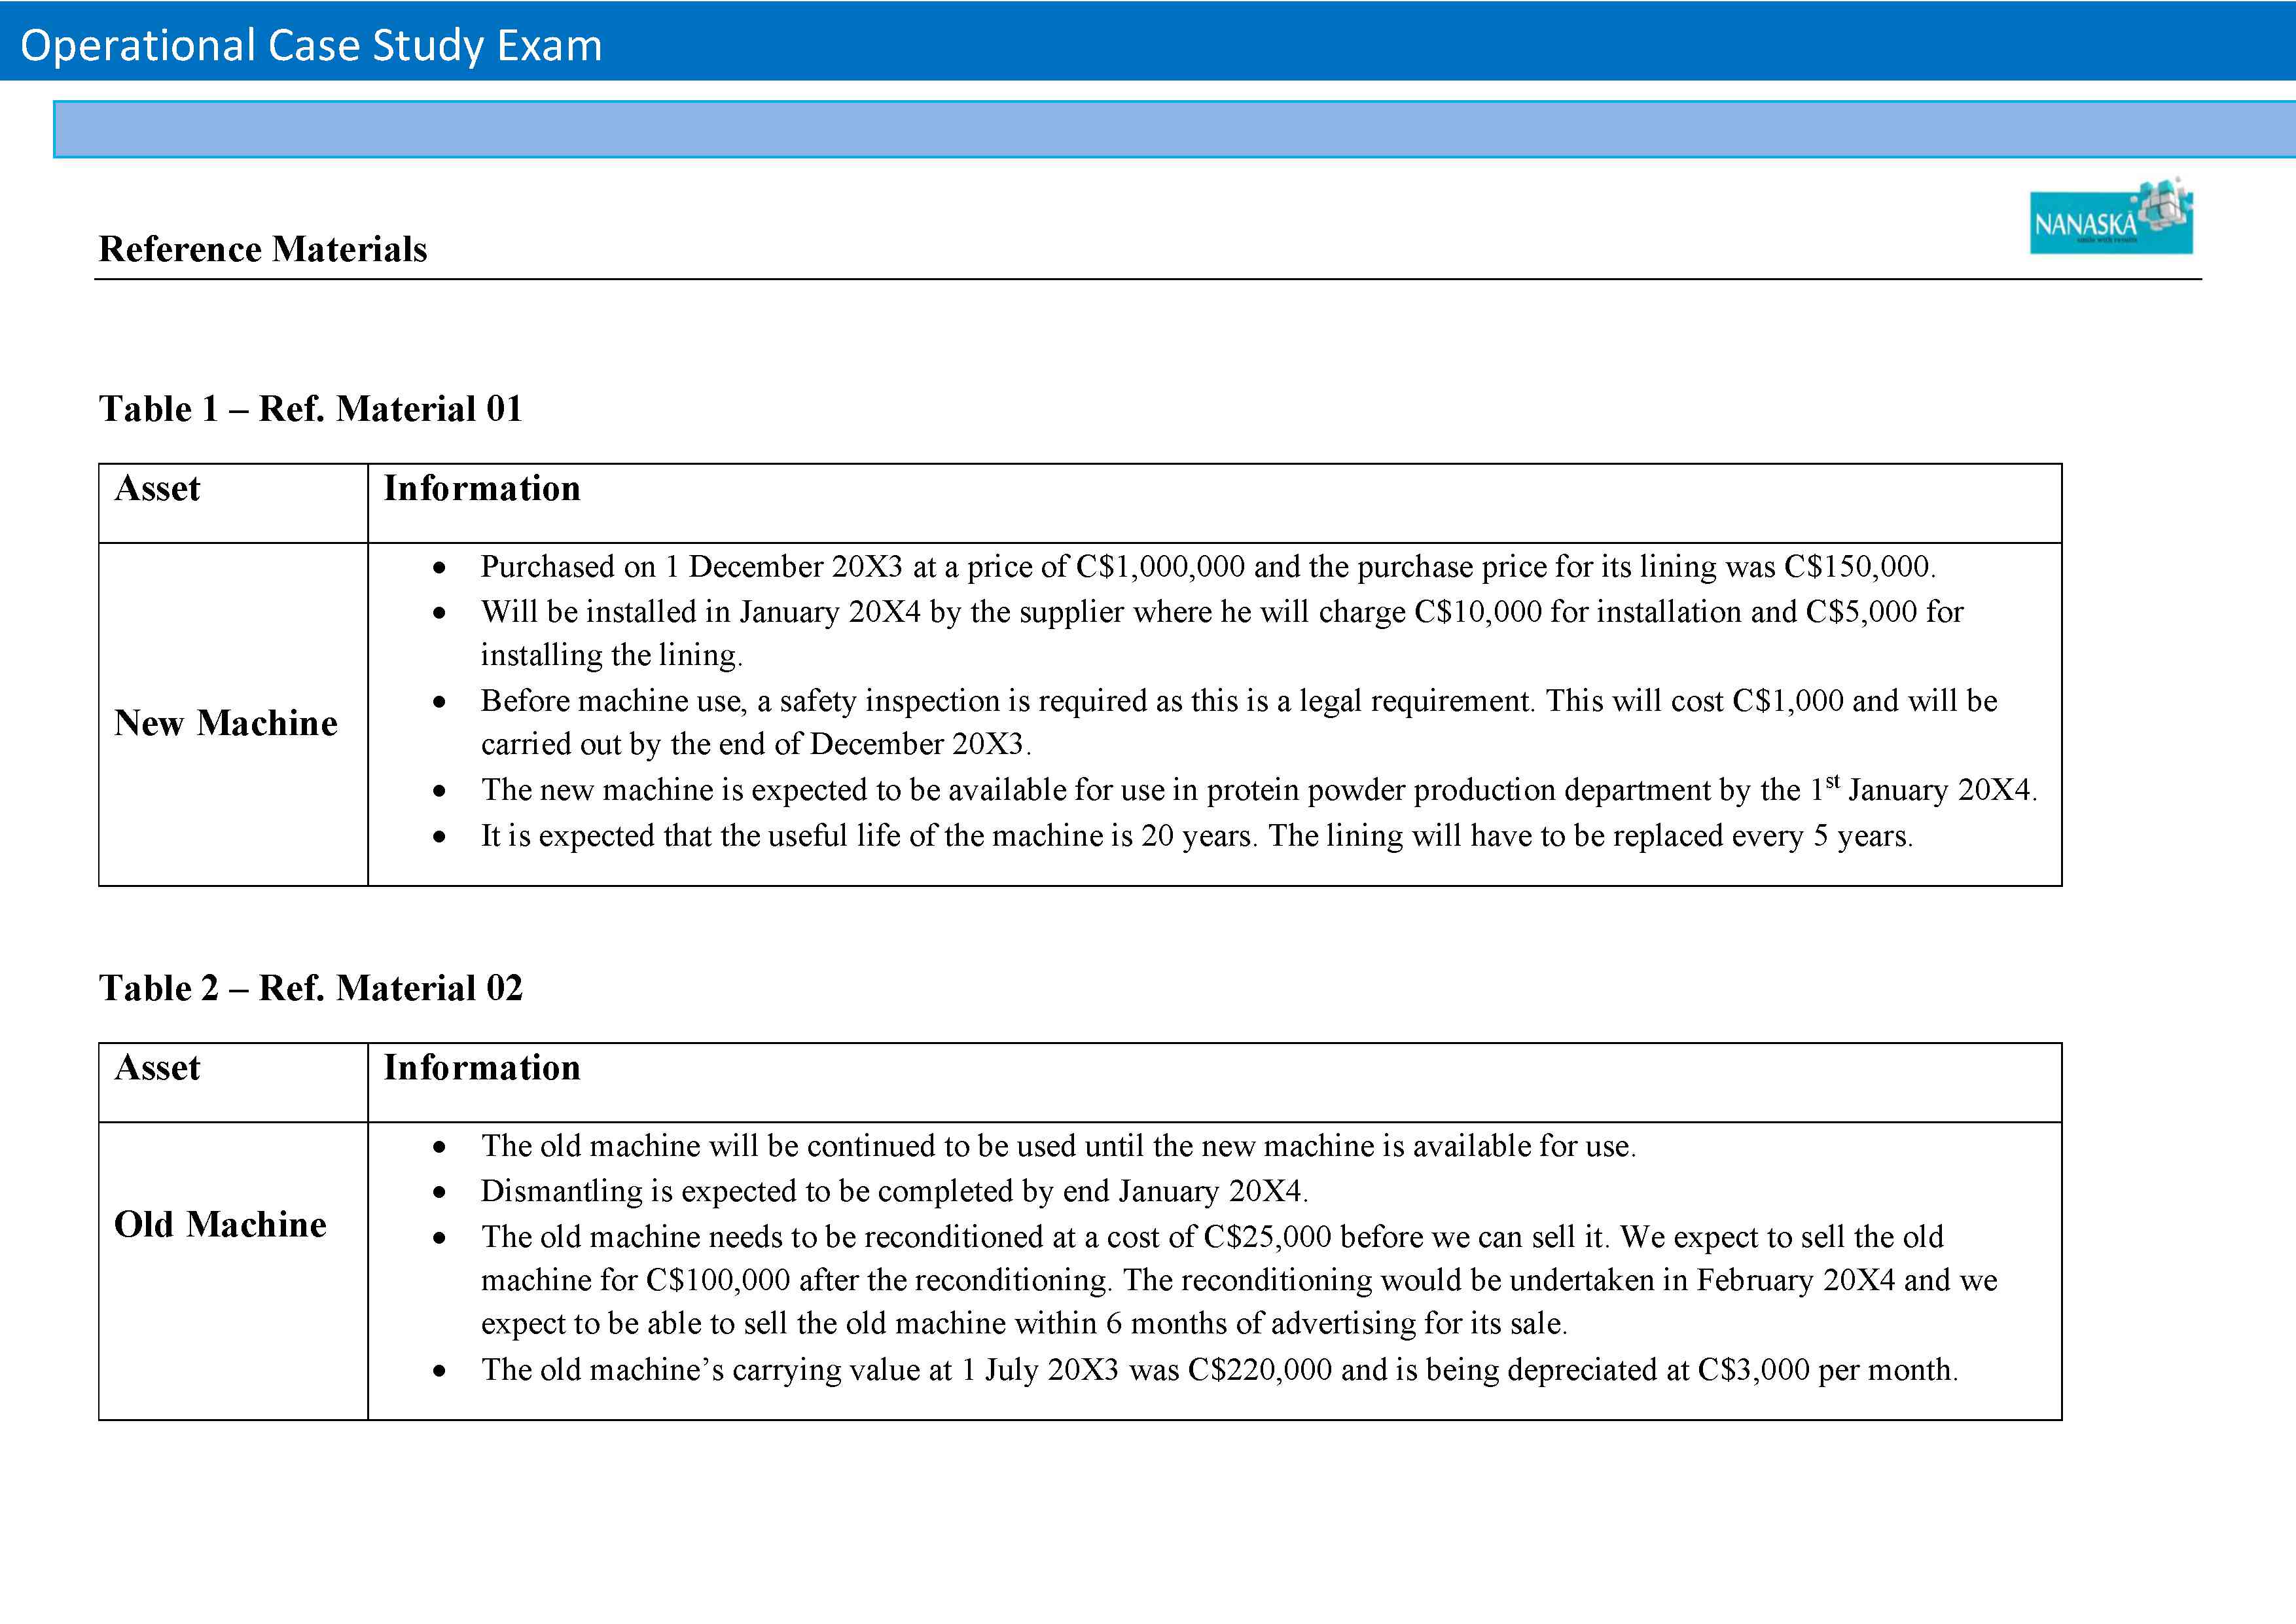 Operational Case Study Exam
NANASKA
Reference Materials
Table 1 – Ref. Material 01
Asset
Information
New Machine
• Purchased on 1 December 20X3 at a price of C$1,000,000 and the purchase price for its lining was C$150,000.
• Will be installed in January 20X4 by the supplier where he will charge C$10,000 for installation and C$5,000 for
installing the lining.
• Before machine use, a safety inspection is required as this is a legal requirement. This will cost C$1,000 and will be
carried out by the end of December 20X3.
• The new machine is expected to be available for use in protein powder production department by the 1st January 20X4.
• It is expected that the useful life of the machine is 20 years. The lining will have to be replaced every 5 years.
Table 2 – Ref. Material 02
Asset
Information
Old Machine
• The old machine will be continued to be used until the new machine is available for use.
• Dismantling is expected to be completed by end January 20X4.
• The old machine needs to be reconditioned at a cost of C$25,000 before we can sell it. We expect to sell the old
machine for C$100,000 after the reconditioning. The reconditioning would be undertaken in February 20X4 and we
expect to be able to sell the old machine within 6 months of advertising for its sale.
• The old machine’s carrying value at 1 July 20X3 was C$220,000 and is being depreciated at C$3,000 per month.